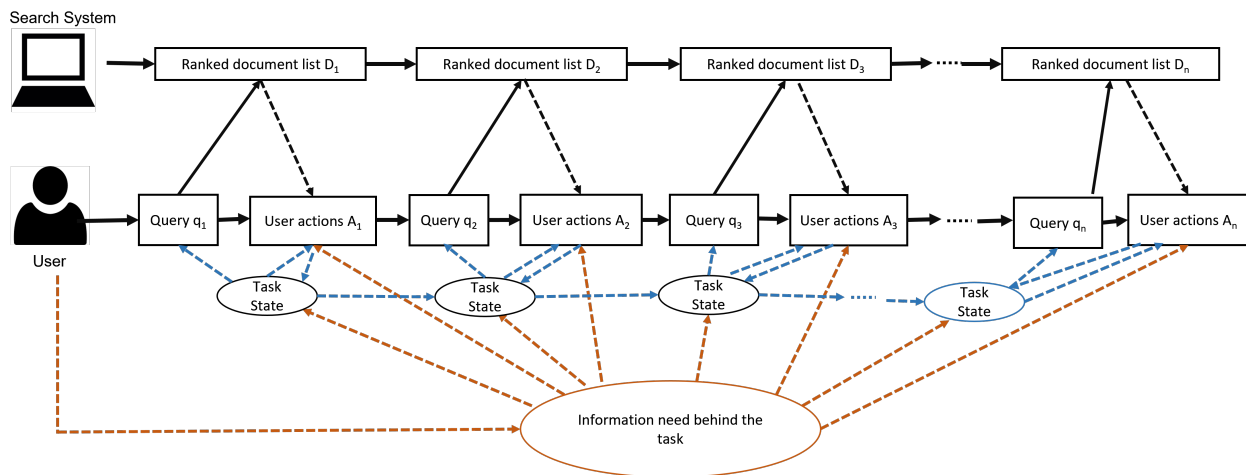 Search System
Ranked document list D₁
Ranked document list D₂
Ranked document list D₃
Ranked document list Dₙ
Query q₁
User actions A₁
Query q₂
User actions A₂
Query q₃
User actions A₃
Query qₙ
User actions Aₙ
User
Task
State
Task
State
Task
State
Task
State
Information need behind the
task